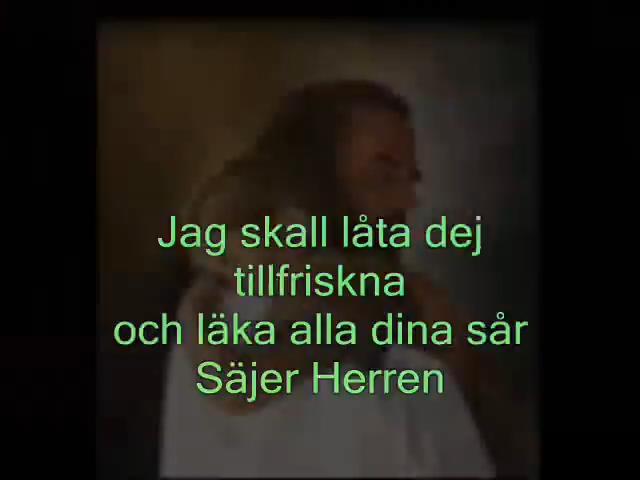 Jag skall låta dej
tillfriskna
och läka alla dina sår
Säjer Herren